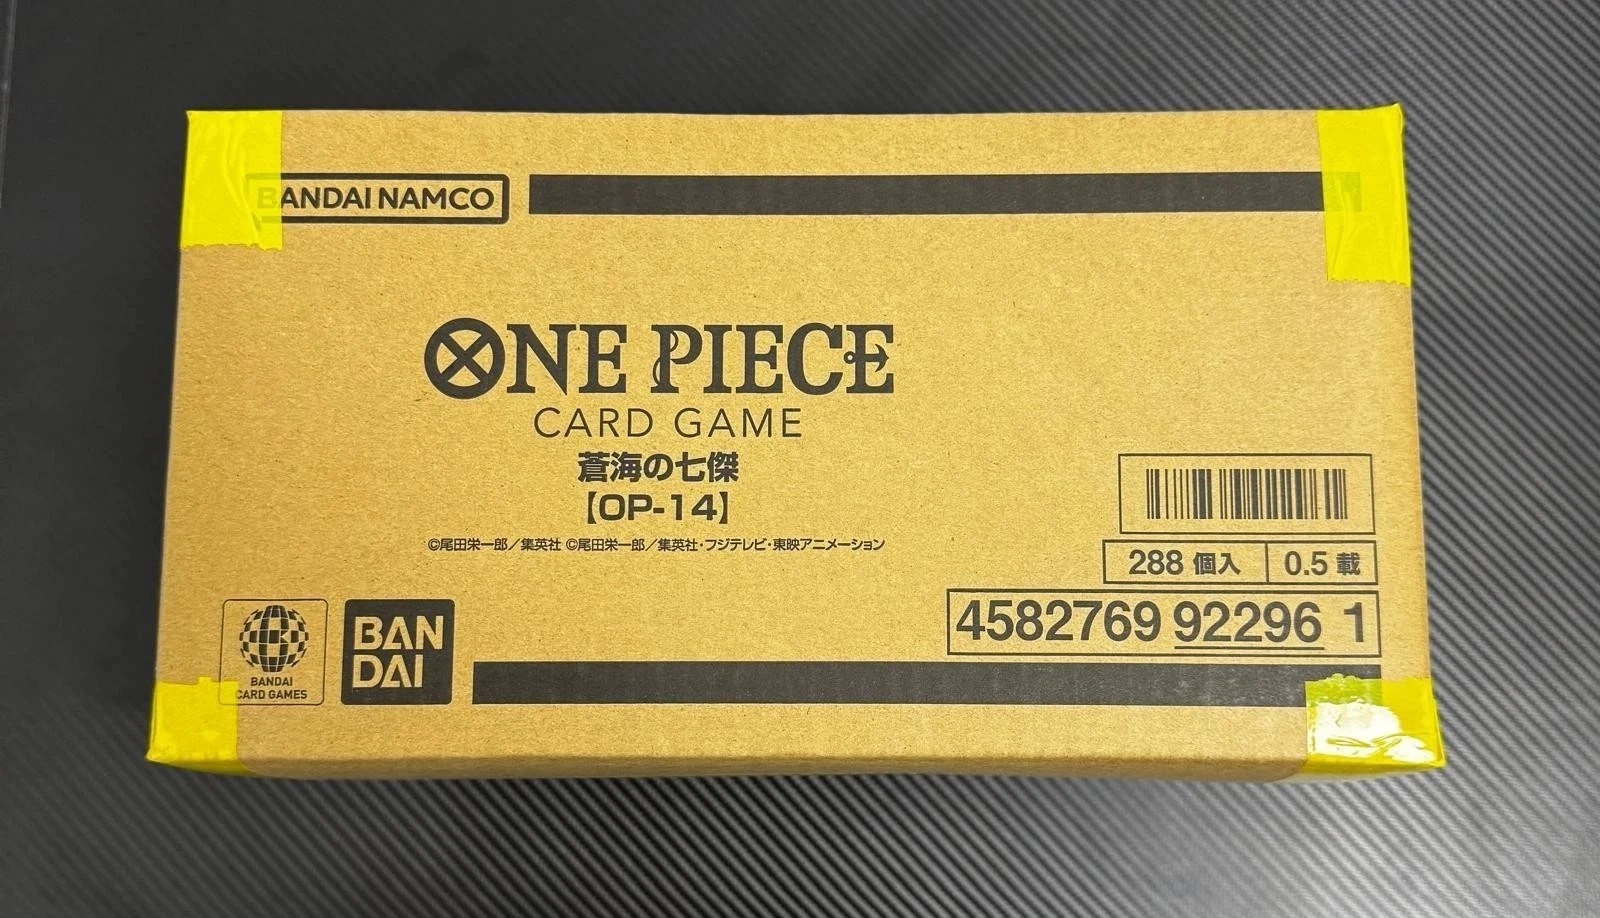 BANDAI NAMCO
ONE PIECE
CARD GAME
蒼海の七傑
【OP-14】
©尾田栄一郎／集英社 ©尾田栄一郎／集英社・フジテレビ・東映アニメーション
288 個入
0.5 載
4582769 92296 1
BANDAI
CARD GAMES
BAN
DAI